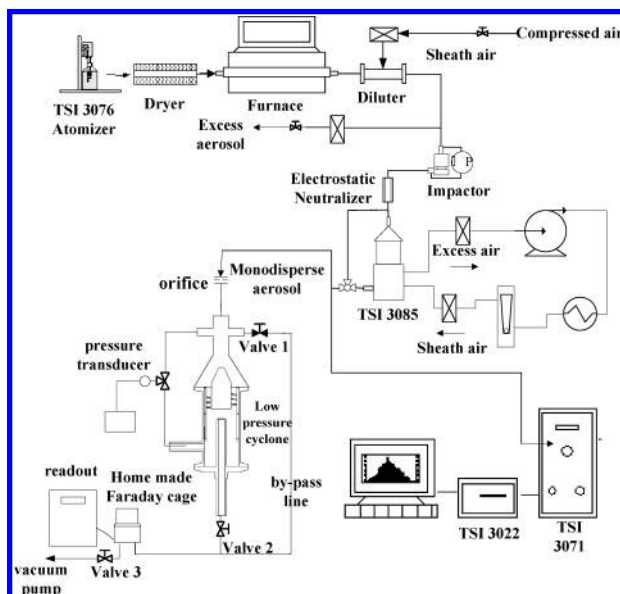 Compressed air
Sheath air
TSI 3076
Atomizer
Dryer
Furnace
Diluter
Excess
aerosol
P
Impactor
Electrostatic
Neutralizer
Excess air
Monodisperse
aerosol
orifice
TSI 3085
Sheath air
Valve 1
pressure
transducer
Low
pressure
cyclone
readout
Home made
Faraday cage
by-pass
line
TSI 3022
TSI
3071
Valve 2
Valve 3
vacuum
pump